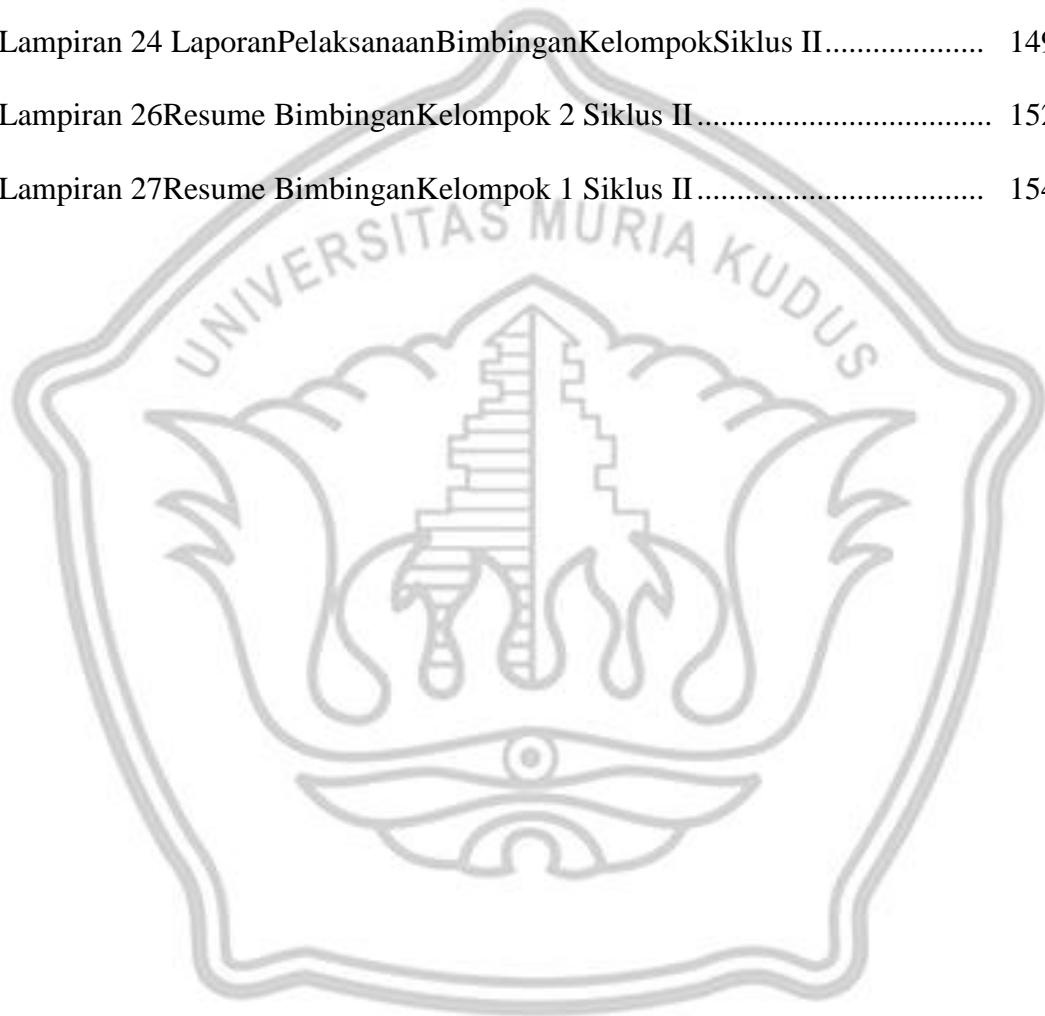 Lampiran 24 LaporanPelaksanaanBimbinganKelompokSiklus II.................... 149
Lampiran 26Resume BimbinganKelompok 2 Siklus II..................................... 152
Lampiran 27Resume BimbinganKelompok 1 Siklus II.................................... 154
UNIVERSITAS MURIA KUDUS